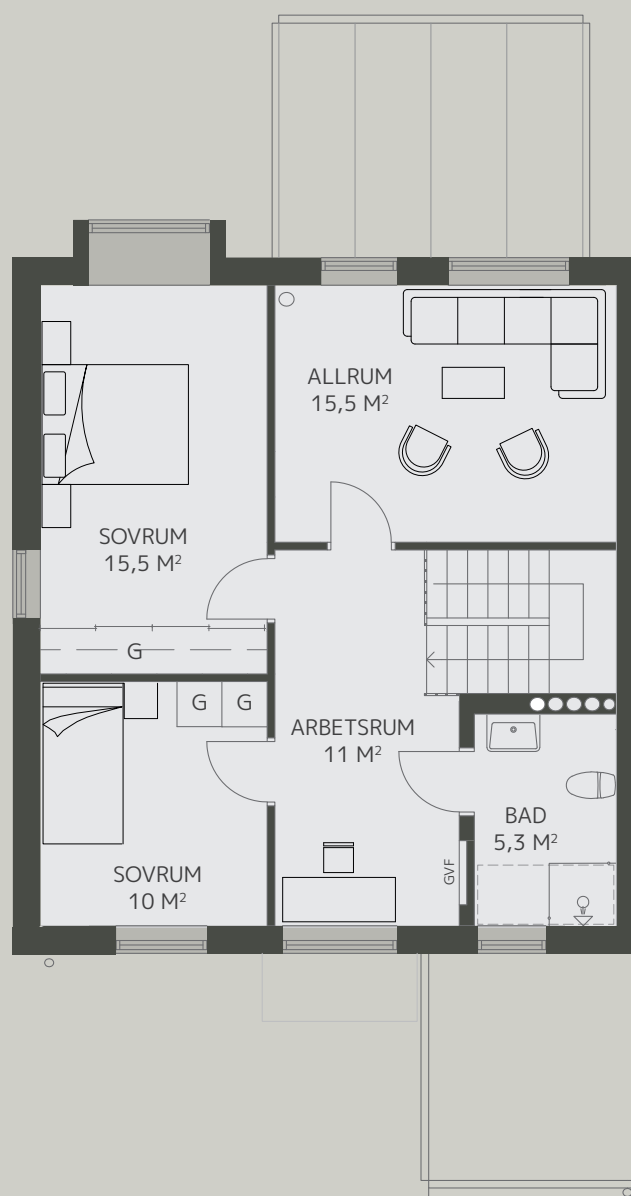 ALLRUM
15,5 M²
SOVRUM
15,5 M²
G
G G
ARBETSRUM
11 M²
BAD
5,3 M²
GVF
SOVRUM
10 M²